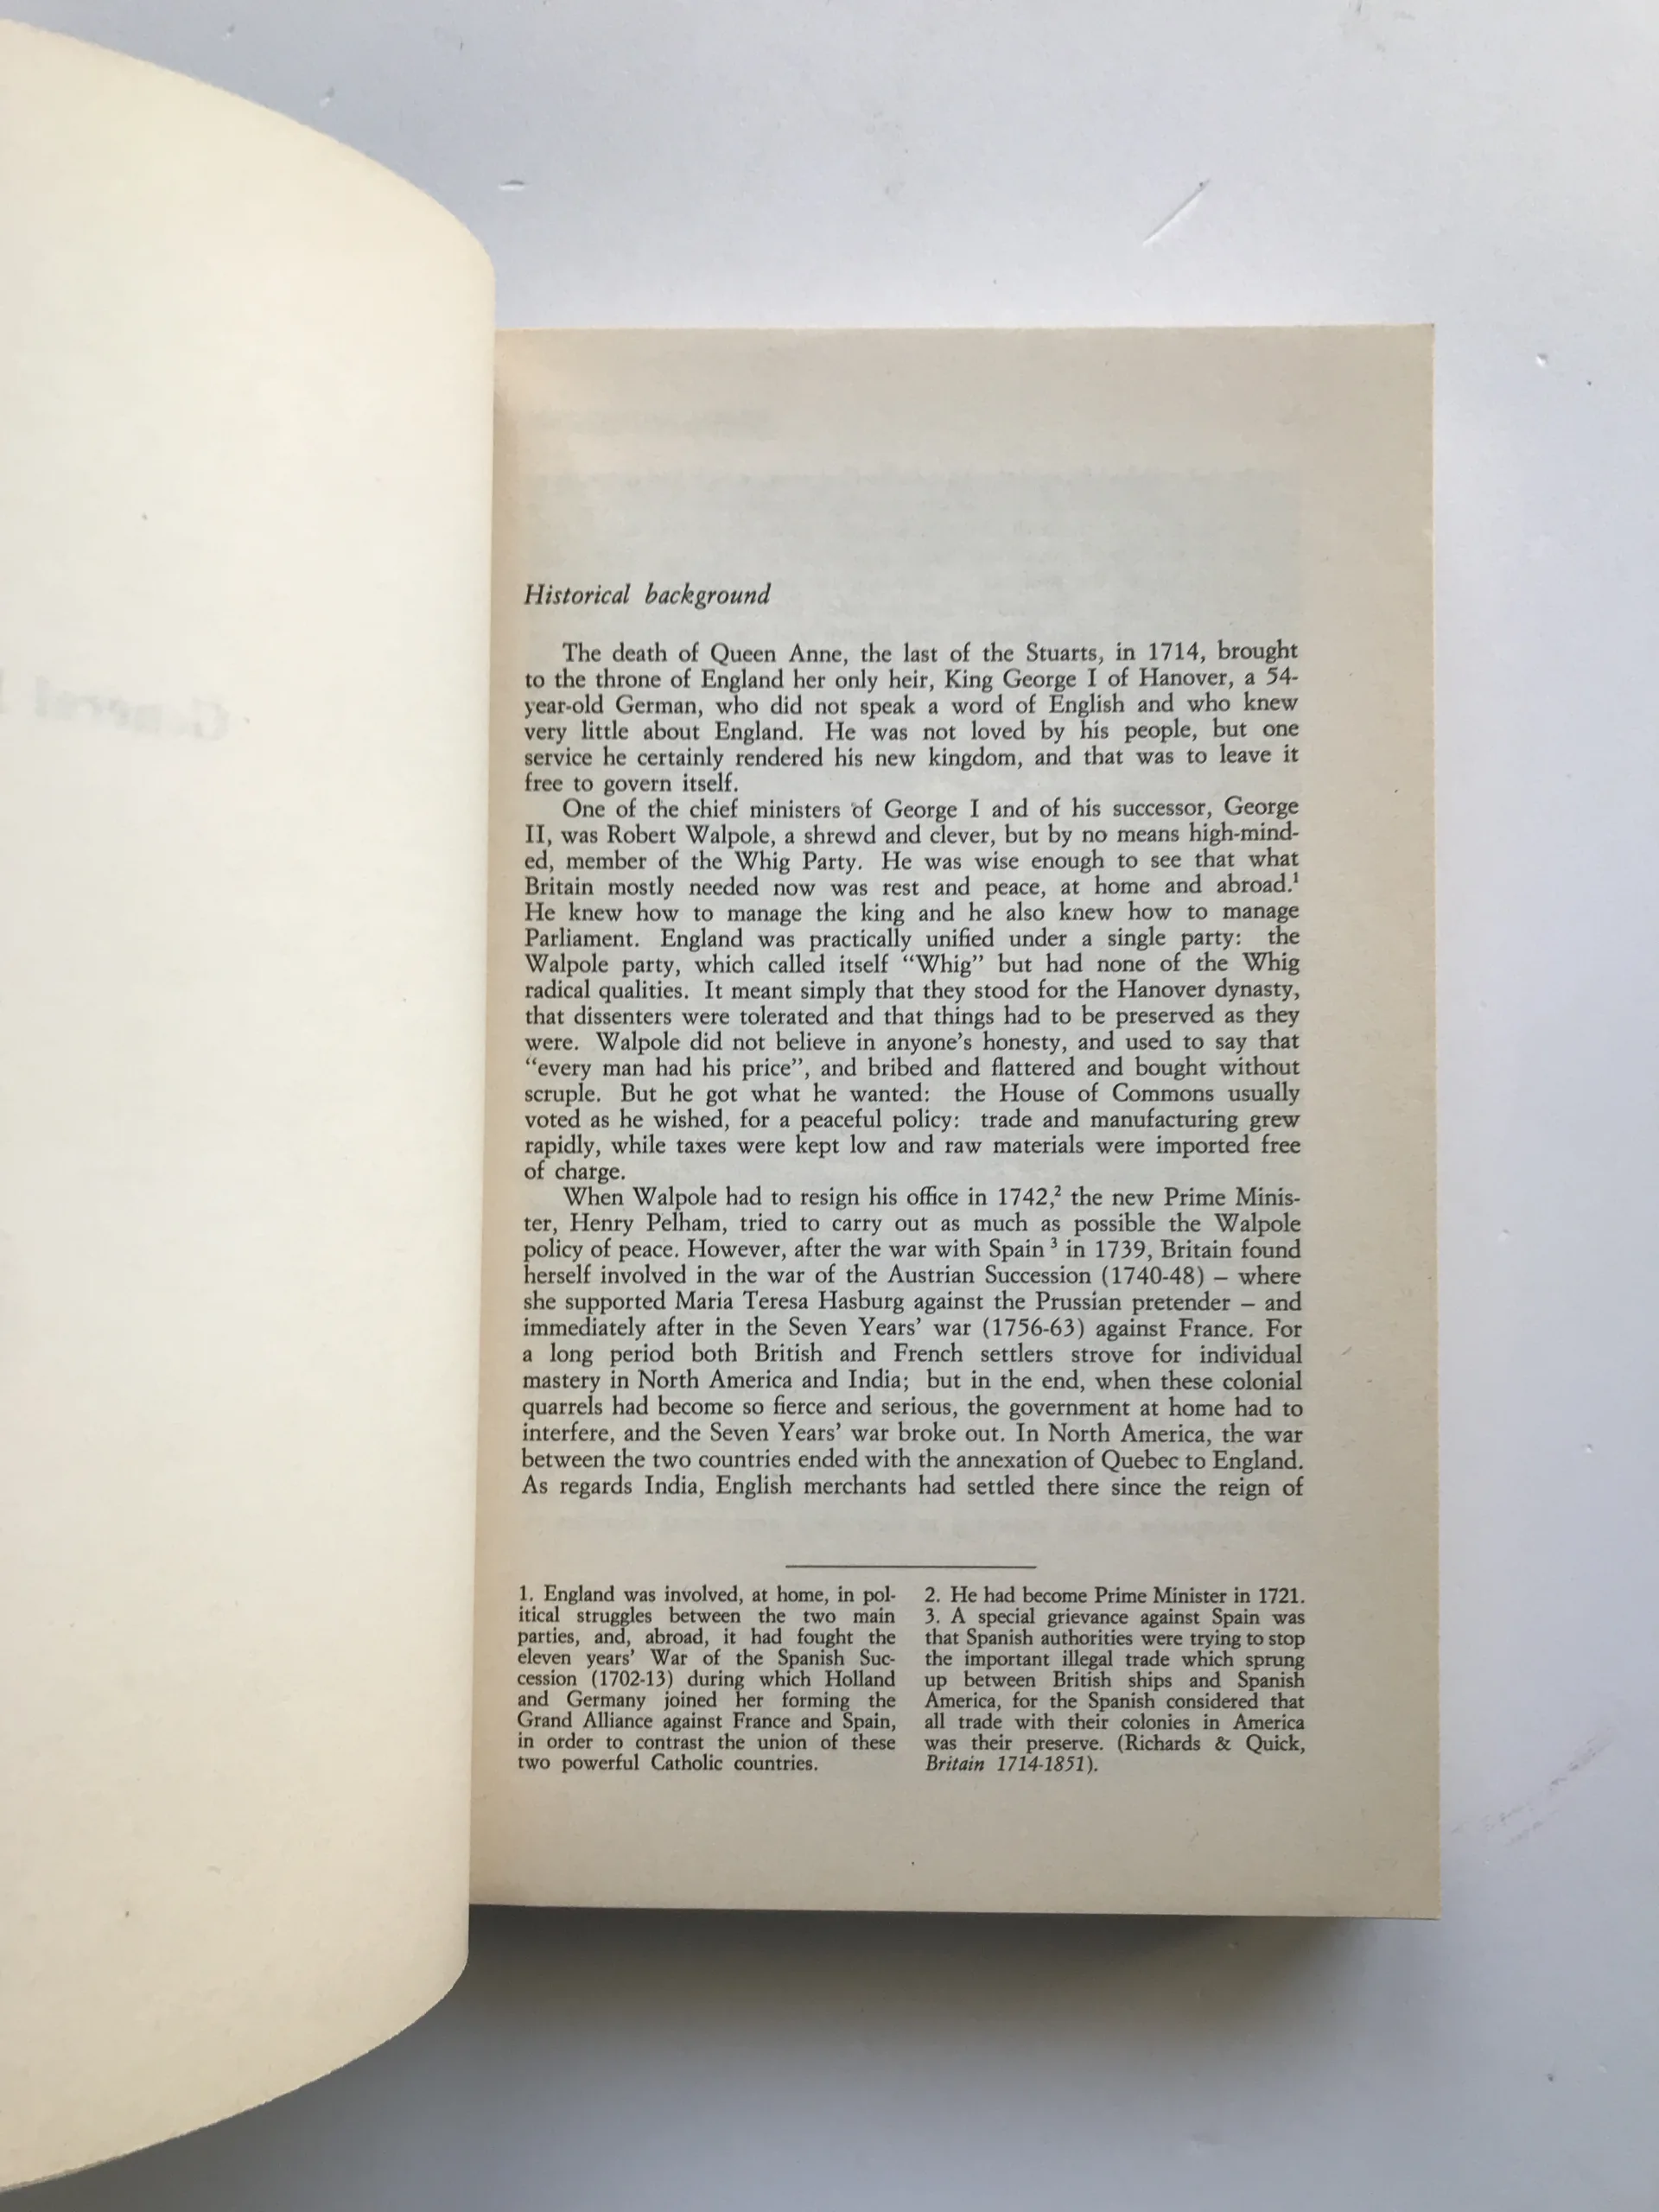 General
Historical background
The death of Queen Anne, the last of the Stuarts, in 1714, brought
to the throne of England her only heir, King George I of Hanover, a 54-
year-old German, who did not speak a word of English and who knew
very little about England. He was not loved by his people, but one
service he certainly rendered his new kingdom, and that was to leave it
free to govern itself.
One of the chief ministers of George I and of his successor, George
II, was Robert Walpole, a shrewd and clever, but by no means high-mind-
ed, member of the Whig Party. He was wise enough to see that what
Britain mostly needed now was rest and peace, at home and abroad.¹
He knew how to manage the king and he also knew how to manage
Parliament. England was practically unified under a single party: the
Walpole party, which called itself “Whig” but had none of the Whig
radical qualities. It meant simply that they stood for the Hanover dynasty,
that dissenters were tolerated and that things had to be preserved as they
were. Walpole did not believe in anyone’s honesty, and used to say that
“every man had his price”, and bribed and flattered and bought without
scruple. But he got what he wanted: the House of Commons usually
voted as he wished, for a peaceful policy: trade and manufacturing grew
rapidly, while taxes were kept low and raw materials were imported free
of charge.
When Walpole had to resign his office in 1742,² the new Prime Minis-
ter, Henry Pelham, tried to carry out as much as possible the Walpole
policy of peace. However, after the war with Spain ³ in 1739, Britain found
herself involved in the war of the Austrian Succession (1740-48) – where
she supported Maria Teresa Hasburg against the Prussian pretender – and
immediately after in the Seven Years’ war (1756-63) against France. For
a long period both British and French settlers strove for individual
mastery in North America and India; but in the end, when these colonial
quarrels had become so fierce and serious, the government at home had to
interfere, and the Seven Years’ war broke out. In North America, the war
between the two countries ended with the annexation of Quebec to England.
As regards India, English merchants had settled there since the reign of
1. England was involved, at home, in pol-
itical struggles between the two main
parties, and, abroad, it had fought the
eleven years’ War of the Spanish Suc-
cession (1702-13) during which Holland
and Germany joined her forming the
Grand Alliance against France and Spain,
in order to contrast the union of these
two powerful Catholic countries.
2. He had become Prime Minister in 1721.
3. A special grievance against Spain was
that Spanish authorities were trying to stop
the important illegal trade which sprung
up between British ships and Spanish
America, for the Spanish considered that
all trade with their colonies in America
was their preserve. (Richards & Quick,
Britain 1714-1851).